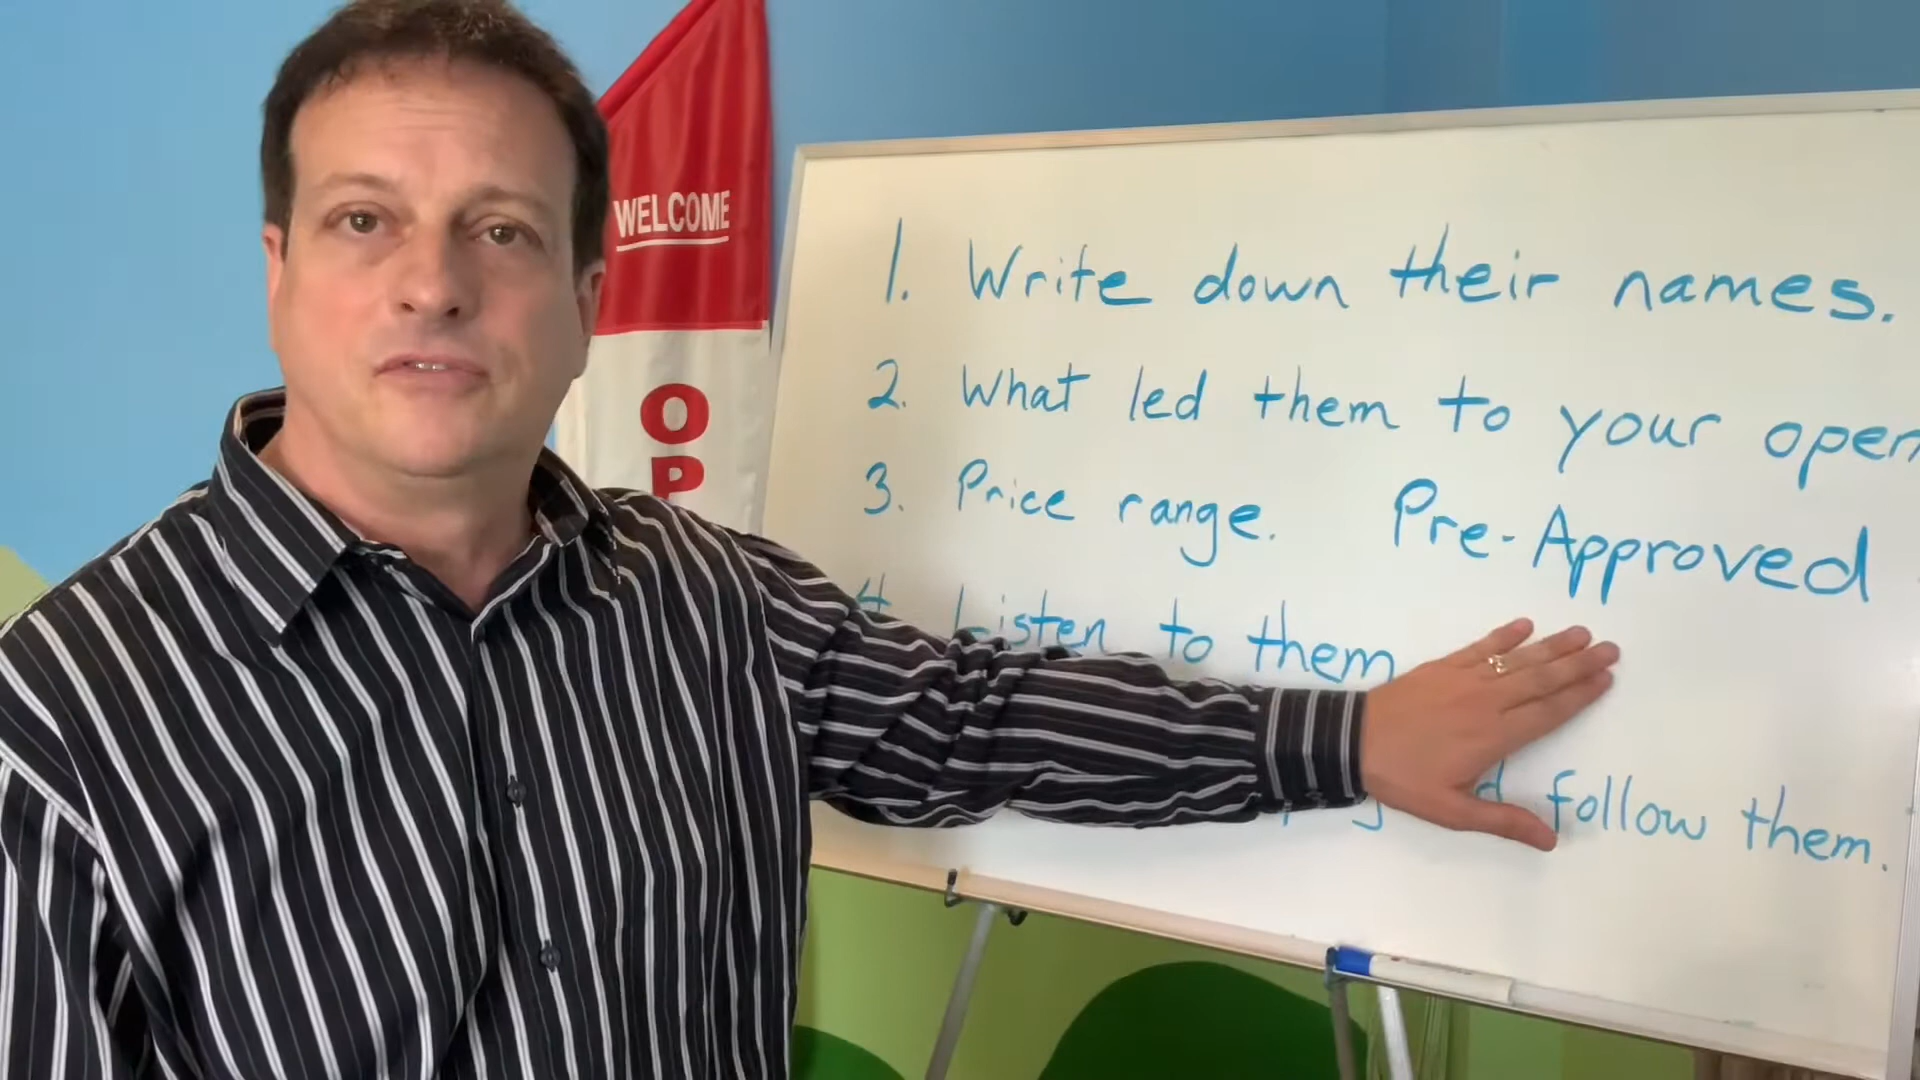 WELCOME
O
P
1. Write down their names.
2. What led them to your open
3. Price range. Pre-Approved
4. Listen to them
follow them.